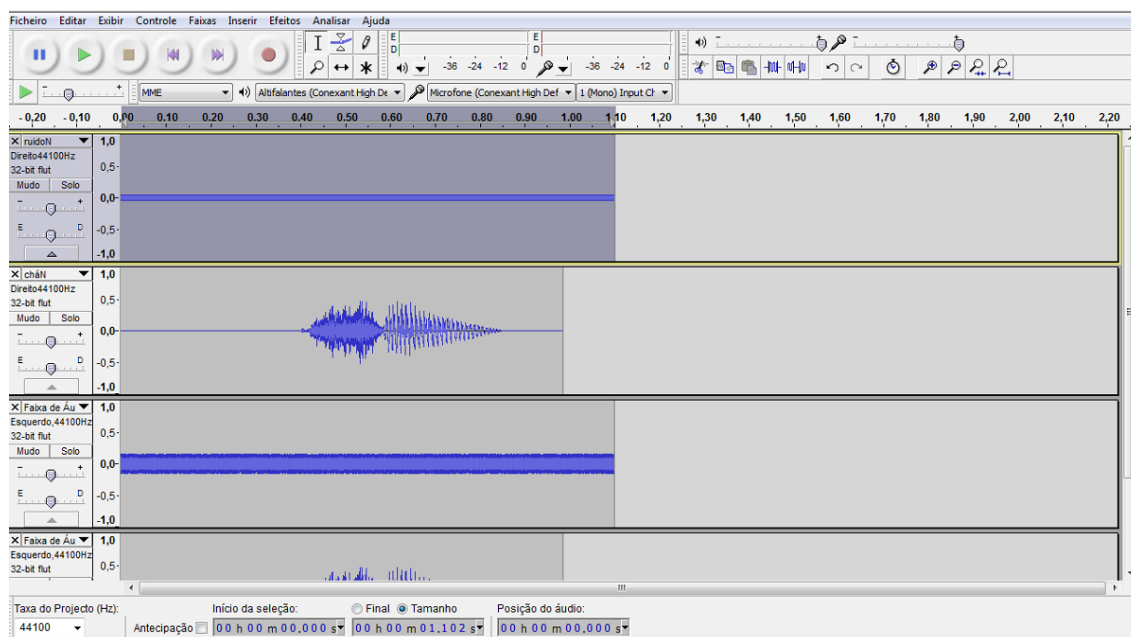 Ficheiro Editar Exibir Controle Faixas Inserir Efeitos Analisar Ajuda
E
D
-36 -24 -12 0
E
D
-36 -24 -12 0
MME
Altifalantes (Conexant High De
Microfone (Conexant High Def
1 (Mono) Input Ch
- 0,20 - 0,10 0,00 0,10 0,20 0,30 0,40 0,50 0,60 0,70 0,80 0,90 1,00 1,10 1,20 1,30 1,40 1,50 1,60 1,70 1,80 1,90 2,00 2,10 2,20
X ruidoN
Direito44100Hz
32-bit flut
Mudo Solo
- +
E D
1,0
0,5-
0,0-
-0,5-
-1,0
X cháN
Direito44100Hz
32-bit flut
Mudo Solo
- +
E D
1,0
0,5-
0,0-
-0,5-
-1,0
X Faixa de Áu
Esquerdo,44100Hz
32-bit flut
Mudo Solo
- +
E D
1,0
0,5-
0,0-
-0,5-
-1,0
X Faixa de Áu
Esquerdo,44100Hz
32-bit flut
1,0
0,5-
Taxa do Projecto (Hz): Início da seleção: Final Tamanho Posição do áudio:
44100 Antecipação 00 h 00 m 00,000 s 00 h 00 m 01,102 s 00 h 00 m 00,000 s